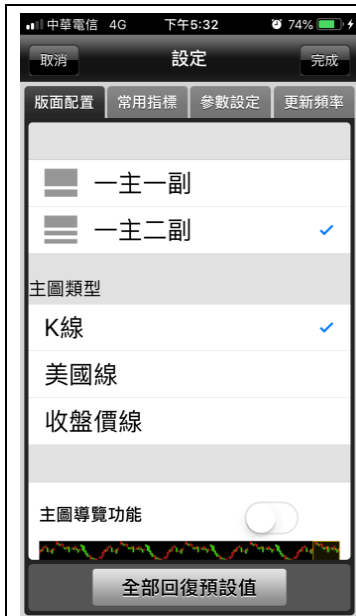 中華電信 4G 下午5:32 74%
取消 設定 完成
版面配置 常用指標 參數設定 更新頻率
一主一副
一主二副
主圖類型
K線
美國線
收盤價線
主圖導覽功能
全部回復預設值